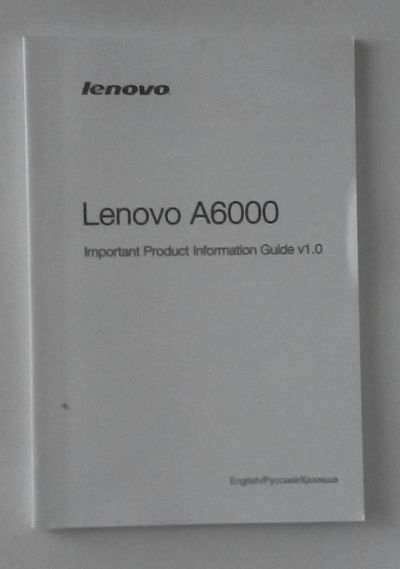 lenovo
Lenovo A6000
Important Product Information Guide v1.0
English/Русский/Қазақша